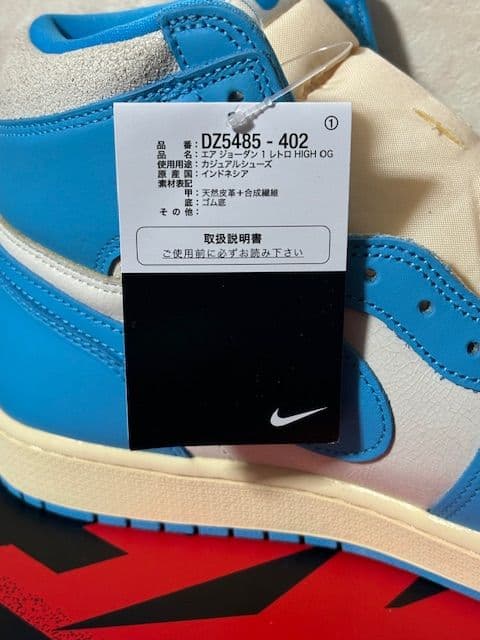 ①
品 番: DZ5485 - 402
品 名: エア ジョーダン 1 レトロ HIGH OG
使用用途: カジュアルシューズ
原 産 国: インドネシア
素材表記
甲: 天然皮革＋合成繊維
底: ゴム底
そ の 他:
取扱説明書
ご使用前に必ずお読み下さい